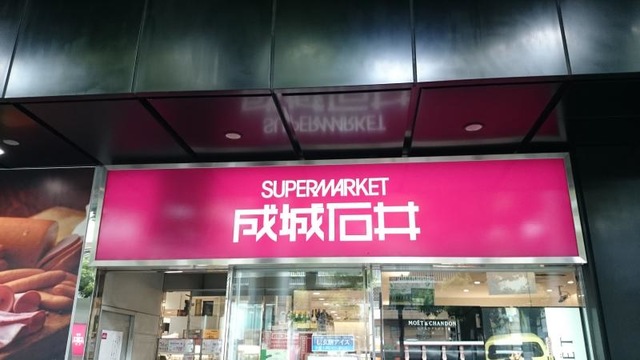 SUPERMARKET
成城石井
MOËT & CHANDON